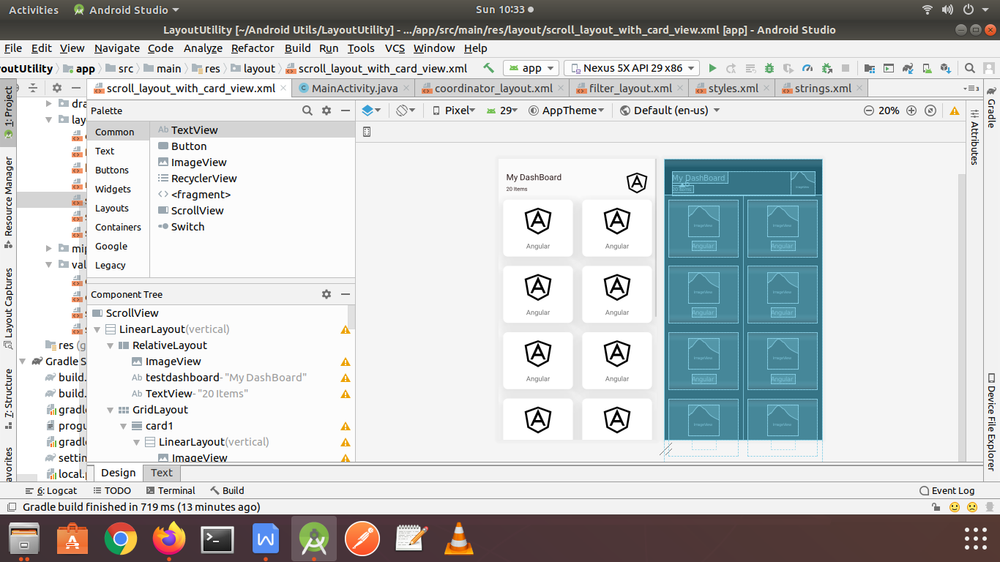 Activities Android Studio Sun 10:33
LayoutUtility [~/Android Utils/LayoutUtility] - .../app/src/main/res/layout/scroll_layout_with_card_view.xml [app] - Android Studio
File Edit View Navigate Code Analyze Refactor Build Run Tools VCS Window Help
outUtility app src main res layout scroll_layout_with_card_view.xml app Nexus 5X API 29 x86
scroll_layout_with_card_view.xml MainActivity.java coordinator_layout.xml filter_layout.xml styles.xml strings.xml
1: Project
Resource Manager
Layout Captures
Z: Structure
avorites
dra
lay
mip
val
res (g
Gradle S
build.
build.
gradle
progu
gradle
settin
local.p
Palette
Common
Text
Buttons
Widgets
Layouts
Containers
Google
Legacy
Ab TextView
Button
ImageView
RecyclerView
<fragment>
ScrollView
Switch
Component Tree
ScrollView
LinearLayout(vertical)
RelativeLayout
ImageView
Ab testdashboard- "My DashBoard"
Ab TextView- "20 Items"
GridLayout
card1
LinearLayout(vertical)
ImageView
Pixel 29 AppTheme Default (en-us) 20%
My DashBoard
20 Items
Angular Angular
Angular Angular
Angular Angular
My DashBoard
20 Items
ImageView
ImageView ImageView
Angular Angular
ImageView ImageView
Angular Angular
ImageView ImageView
Angular Angular
ImageView ImageView
Gradle
Attributes
Device File Explorer
Design Text
6: Logcat TODO Terminal Build Event Log
Gradle build finished in 719 ms (13 minutes ago)